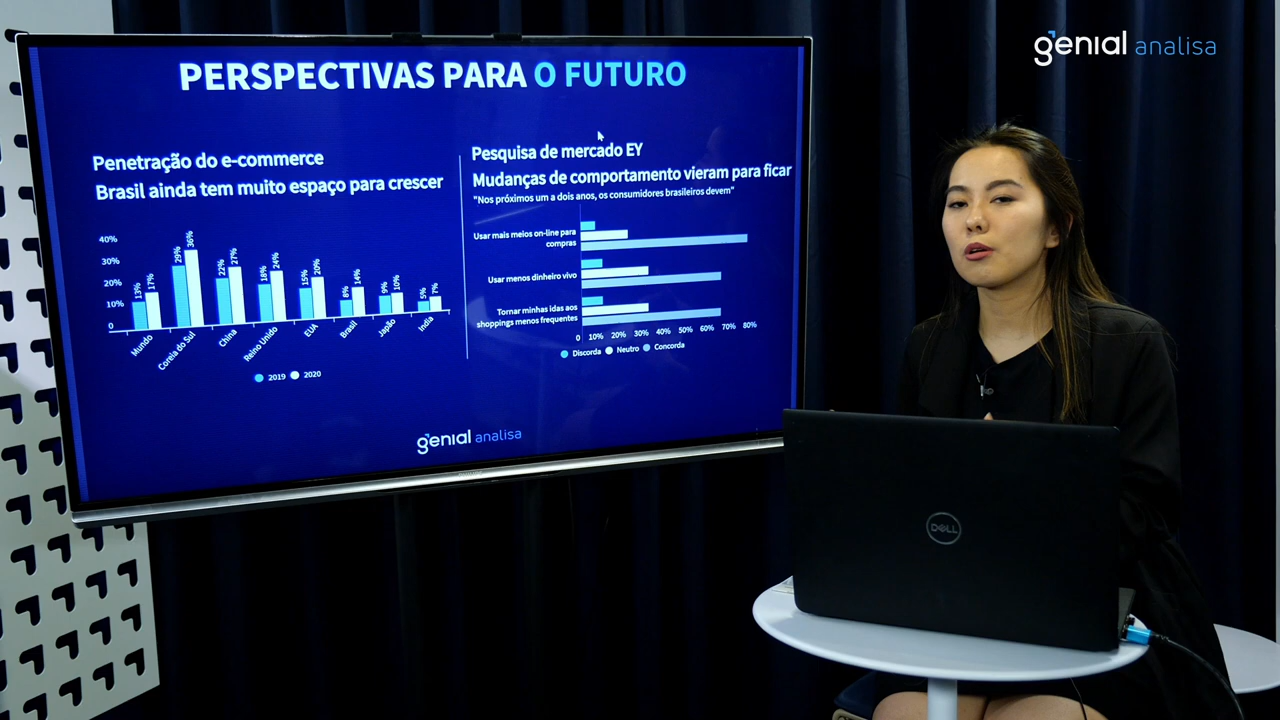 genial analisa
PERSPECTIVAS PARA O FUTURO
Penetração do e-commerce
Brasil ainda tem muito espaço para crescer
40%
30%
20%
10%
0
13%
17%
29%
36%
22%
27%
18%
24%
15%
20%
8%
14%
9%
10%
5%
7%
Mundo
Coreia do Sul
China
Reino Unido
EUA
Brasil
Japão
India
2019 2020
Pesquisa de mercado EY
Mudanças de comportamento vieram para ficar
"Nos próximos um a dois anos, os consumidores brasileiros devem"
Usar mais meios on-line para
compras
Usar menos dinheiro vivo
Tornar minhas idas aos
shoppings menos frequentes
0 10% 20% 30% 40% 50% 60% 70% 80%
Discorda Neutro Concorda
genial analisa
DELL